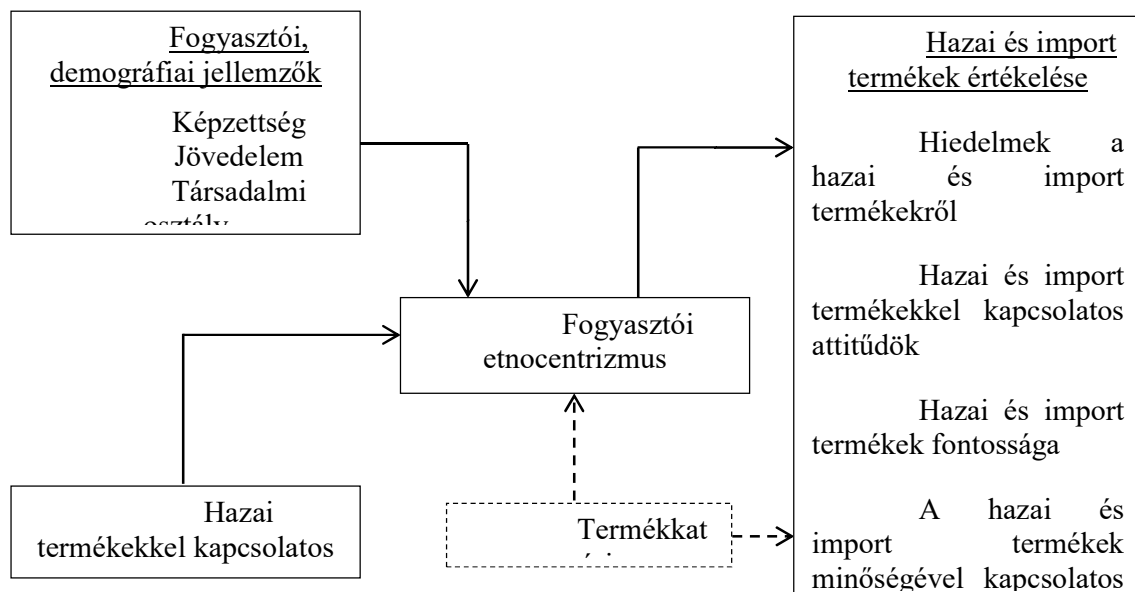 Fogyasztói,
demográfiai jellemzők
Képzettség
Jövedelem
Társadalmi
osztály
Hazai és import
termékek értékelése
Hiedelmek a
hazai és import
termékekről
Hazai és import
termékekkel kapcsolatos
attitűdök
Hazai és import
termékek fontossága
A hazai és
import termékek
minőségével kapcsolatos
Fogyasztói
etnocentrizmus
Hazai
termékekkel kapcsolatos
Termékkat